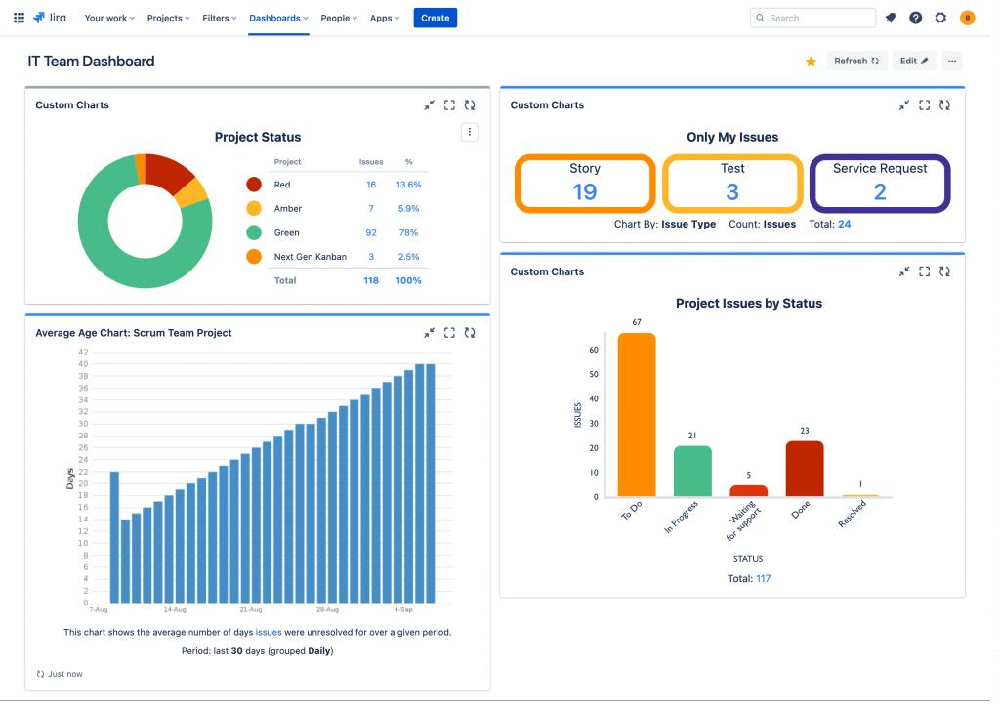 Jira Your work Projects Filters Dashboards People Apps Create Search B
IT Team Dashboard
Refresh Edit
Custom Charts
Project Status
Project Issues %
Red 16 13.6%
Amber 7 5.9%
Green 92 78%
Next Gen Kanban 3 2.5%
Total 118 100%
Average Age Chart: Scrum Team Project
42
40
38
36
34
32
30
28
26
24
22
20
18
16
14
12
10
8
6
4
2
0
Days
7-Aug 14-Aug 21-Aug 28-Aug 4-Sep
This chart shows the average number of days issues were unresolved for over a given period.
Period: last 30 days (grouped Daily)
Just now
Custom Charts
Only My Issues
Story Test Service Request
19 3 2
Chart By: Issue Type Count: Issues Total: 24
Custom Charts
Project Issues by Status
67
60
50
40
30
20
10
0
ISSUES
21
5
23
1
To Do
In Progress
Waiting
for support
Done
Resolved
STATUS
Total: 117